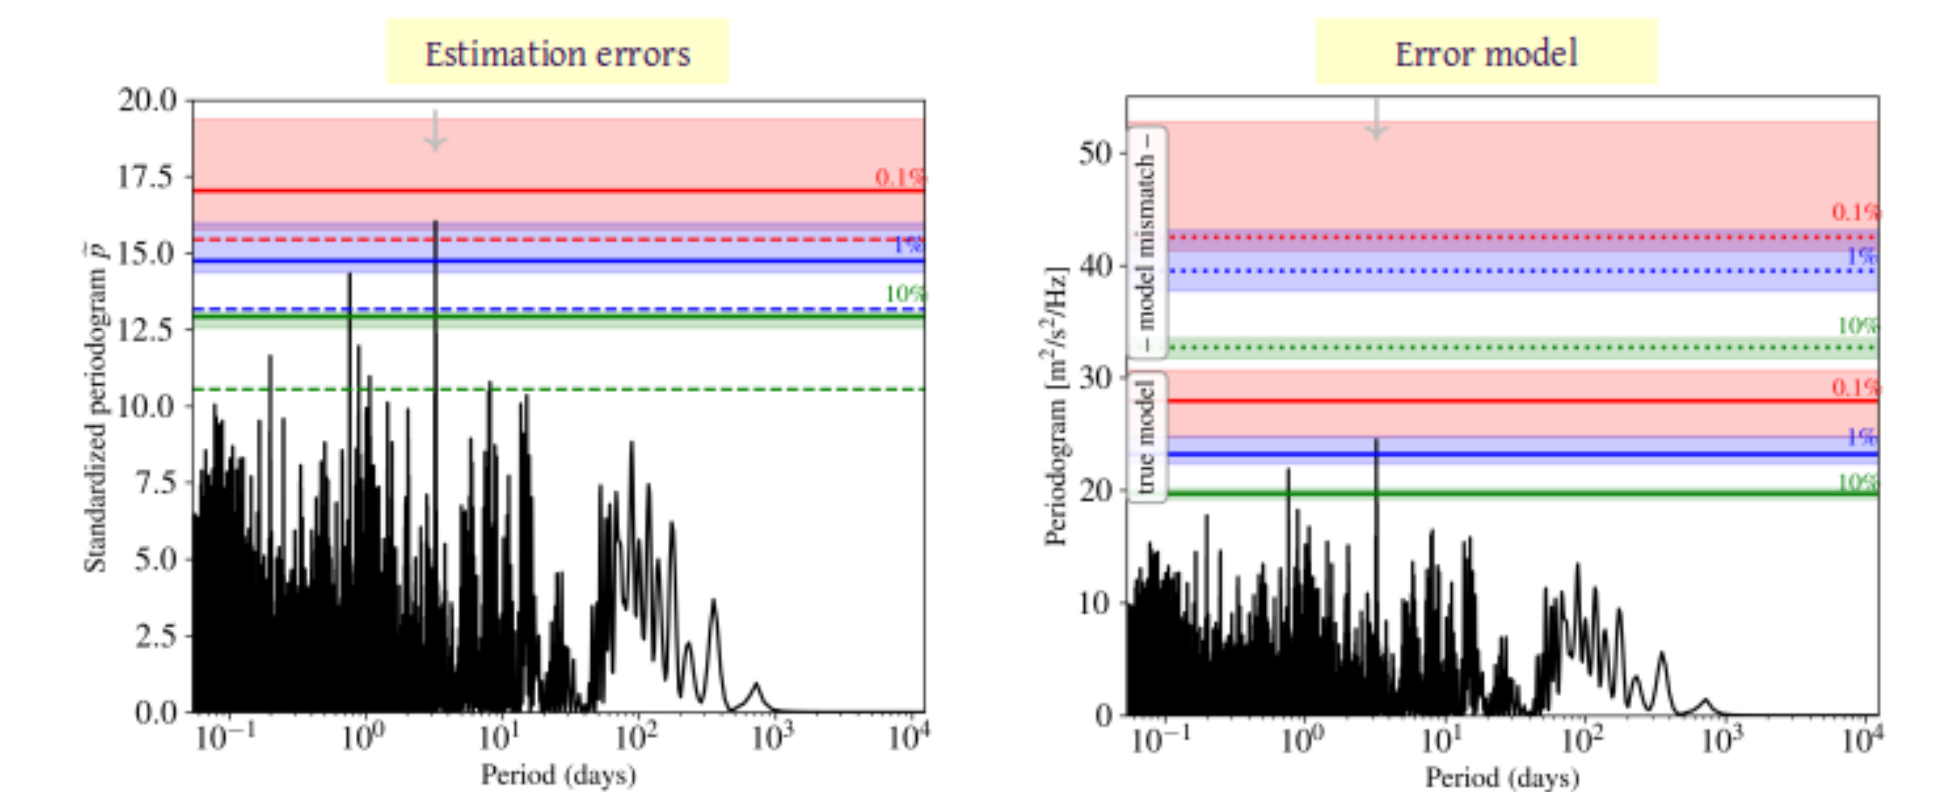 Estimation errors
20.0
17.5
15.0
12.5
10.0
7.5
5.0
2.5
0.0
Standardized periodogram p̃
0.1%
1%
10%
10⁻¹ 10⁰ 10¹ 10² 10³ 10⁴
Period (days)
Error model
50
40
30
20
10
0
Periodogram [m²/s²/Hz]
– model mismatch –
true model
0.1%
1%
10%
0.1%
1%
10%
10⁻¹ 10⁰ 10¹ 10² 10³ 10⁴
Period (days)